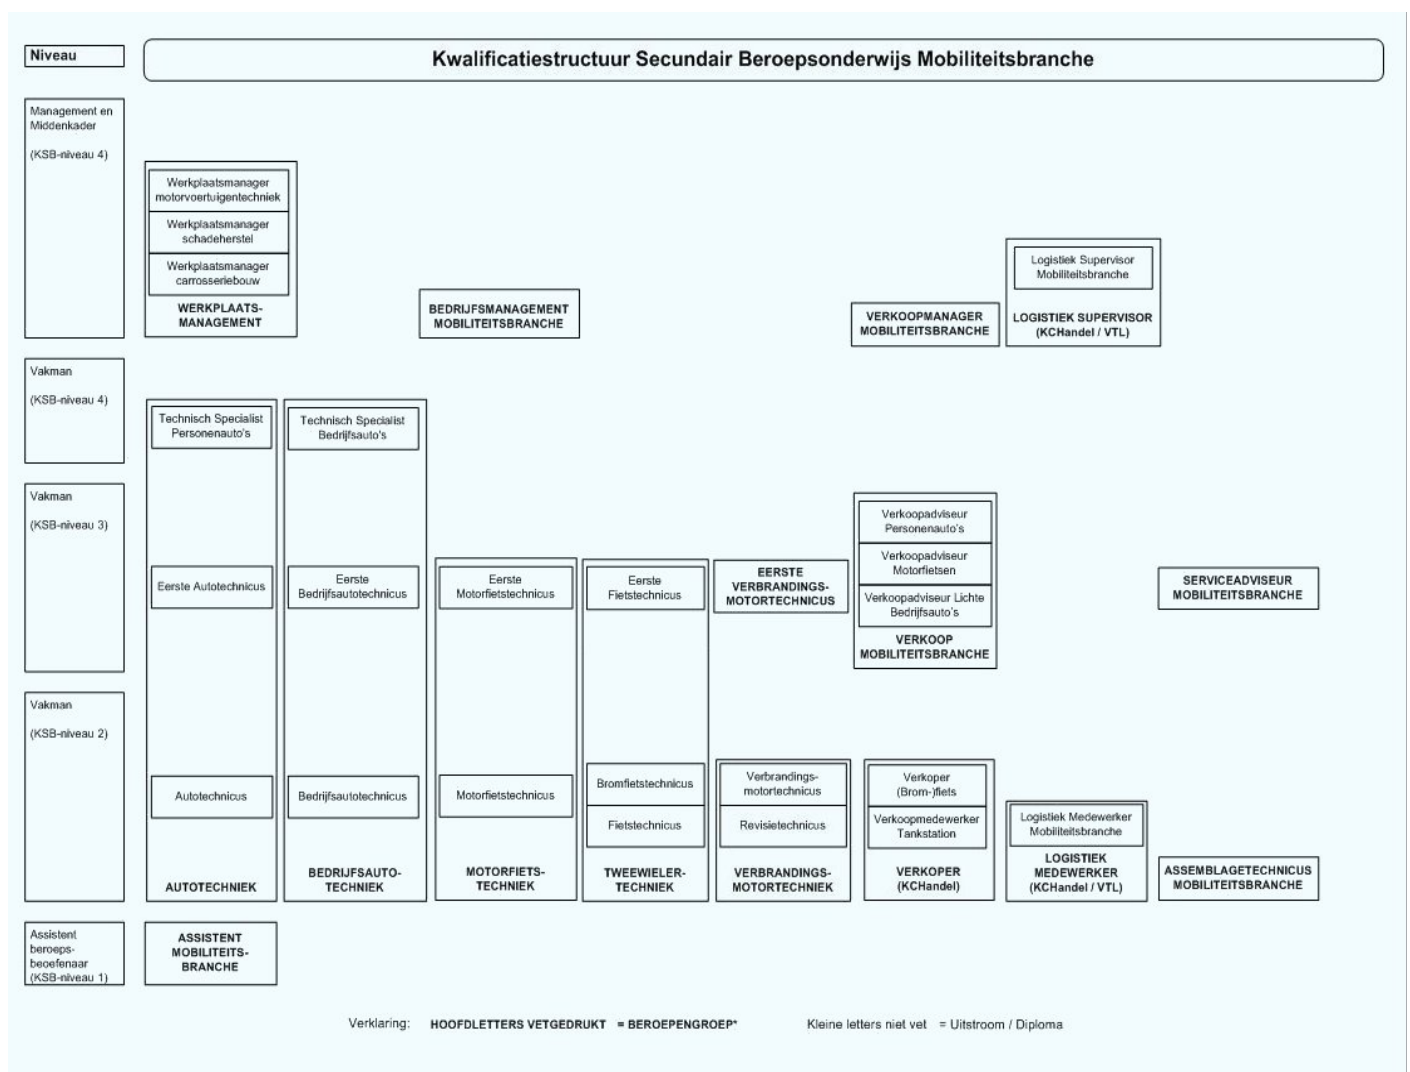 Niveau
Kwalificatiestructuur Secundair Beroepsonderwijs Mobiliteitsbranche
Management en
Middenkader
(KSB-niveau 4)
Werkplaatsmanager
motorvoertuigentechniek
Werkplaatsmanager
schadeherstel
Werkplaatsmanager
carrosseriebouw
WERKPLAATS-
MANAGEMENT
BEDRIJFSMANAGEMENT
MOBILITEITSBRANCHE
VERKOOPMANAGER
MOBILITEITSBRANCHE
Logistiek Supervisor
Mobiliteitsbranche
LOGISTIEK SUPERVISOR
(KCHandel / VTL)
Vakman
(KSB-niveau 4)
Technisch Specialist
Personenauto's
Technisch Specialist
Bedrijfsauto's
Vakman
(KSB-niveau 3)
Eerste Autotechnicus
Eerste
Bedrijfsautotechnicus
Eerste
Motorfietstechnicus
Eerste
Fietstechnicus
EERSTE
VERBRANDINGS-
MOTORTECHNICUS
Verkoopadviseur
Personenauto's
Verkoopadviseur
Motorfietsen
Verkoopadviseur Lichte
Bedrijfsauto's
VERKOOP
MOBILITEITSBRANCHE
SERVICEADVISEUR
MOBILITEITSBRANCHE
Vakman
(KSB-niveau 2)
Autotechnicus
AUTOTECHNIEK
Bedrijfsautotechnicus
BEDRIJFSAUTO-
TECHNIEK
Motorfietstechnicus
MOTORFIETS-
TECHNIEK
Bromfietstechnicus
Fietstechnicus
TWEEWIELER-
TECHNIEK
Verbrandings-
motortechnicus
Revisietechnicus
VERBRANDINGS-
MOTORTECHNIEK
Verkoper
(Brom-)fiets
Verkoopmedewerker
Tankstation
VERKOPER
(KCHandel)
Logistiek Medewerker
Mobiliteitsbranche
LOGISTIEK
MEDEWERKER
(KCHandel / VTL)
ASSEMBLAGETECHNICUS
MOBILITEITSBRANCHE
Assistent
beroeps-
beoefenaar
(KSB-niveau 1)
ASSISTENT
MOBILITEITS-
BRANCHE
Verklaring: HOOFDLETTERS VETGEDRUKT = BEROEPENGROEP* Kleine letters niet vet = Uitstroom / Diploma